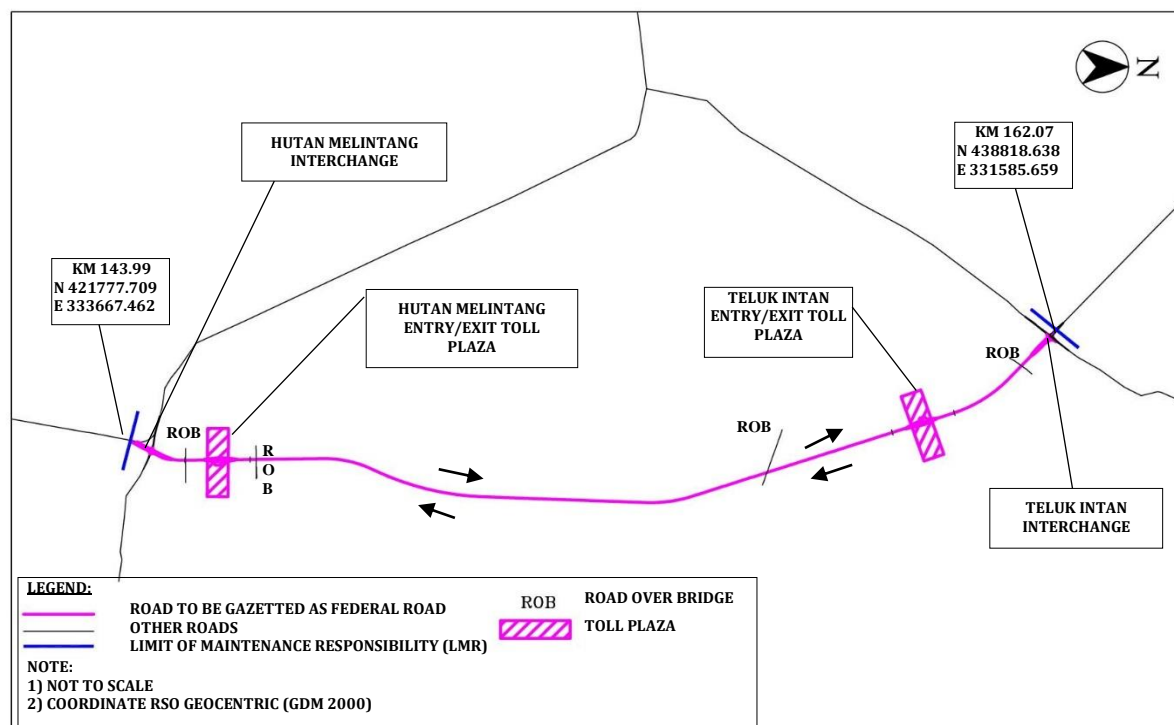 N
HUTAN MELINTANG
INTERCHANGE
KM 162.07
N 438818.638
E 331585.659
KM 143.99
N 421777.709
E 333667.462
HUTAN MELINTANG
ENTRY/EXIT TOLL
PLAZA
TELUK INTAN
ENTRY/EXIT TOLL
PLAZA
ROB
ROB
ROB
R
O
B
TELUK INTAN
INTERCHANGE
LEGEND:
ROAD TO BE GAZETTED AS FEDERAL ROAD
OTHER ROADS
LIMIT OF MAINTENANCE RESPONSIBILITY (LMR)
ROB ROAD OVER BRIDGE
TOLL PLAZA
NOTE:
1) NOT TO SCALE
2) COORDINATE RSO GEOCENTRIC (GDM 2000)